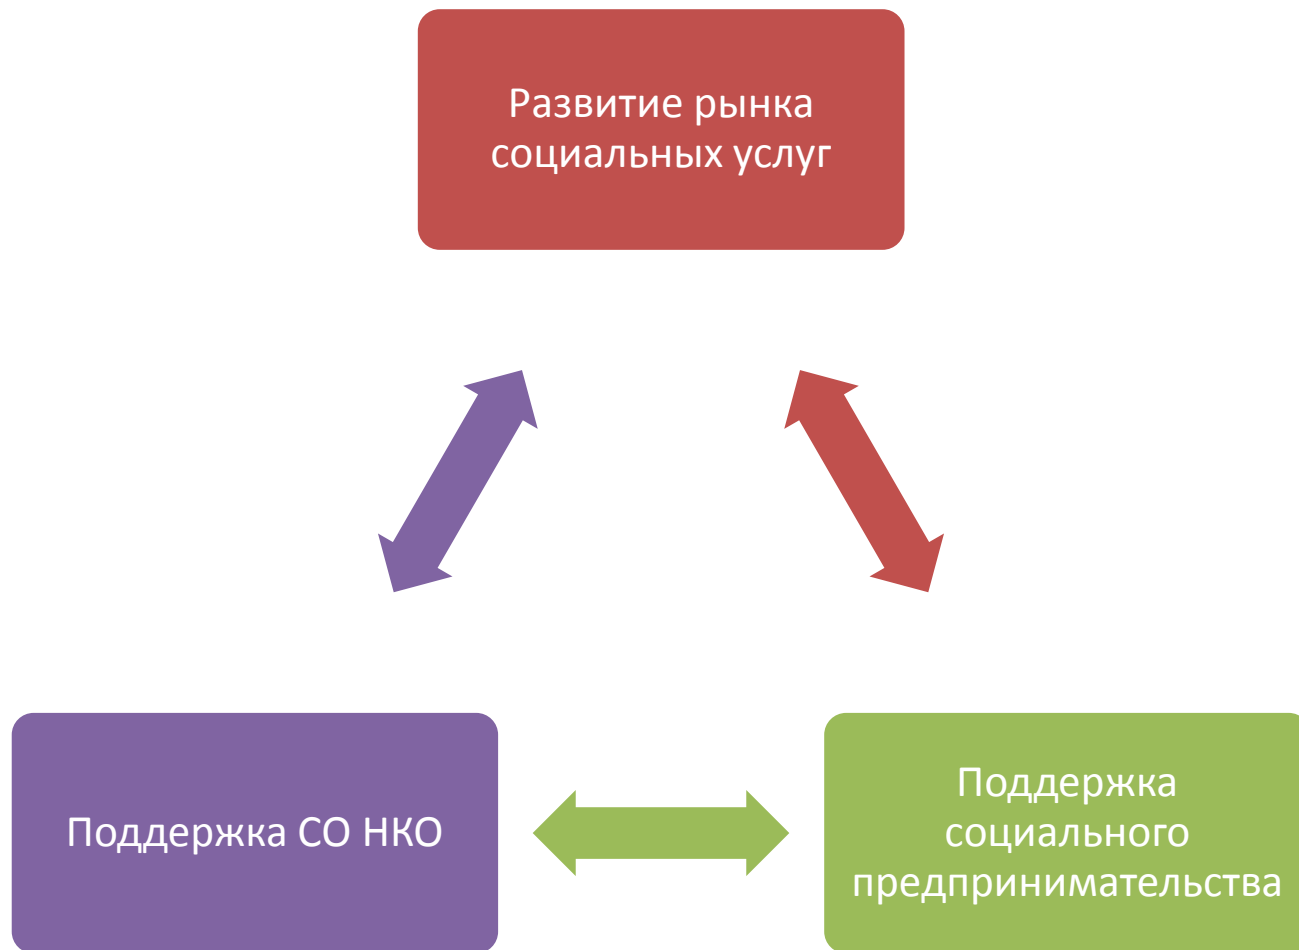 Развитие рынка
социальных услуг
Поддержка СО НКО
Поддержка
социального
предпринимательства